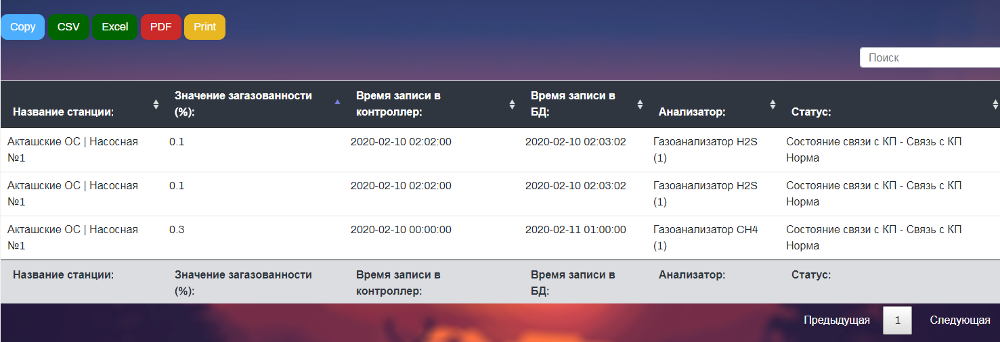 Copy CSV Excel PDF Print
Поиск
Название станции:
Значение загазованности
(%):
Время записи в
контроллер:
Время записи в
БД:
Анализатор:
Статус:
Акташские ОС | Насосная
№1
0.1
2020-02-10 02:02:00
2020-02-10 02:03:02
Газоанализатор H2S
(1)
Состояние связи с КП - Связь с КП
Норма
Акташские ОС | Насосная
№1
0.1
2020-02-10 02:02:00
2020-02-10 02:03:02
Газоанализатор H2S
(1)
Состояние связи с КП - Связь с КП
Норма
Акташские ОС | Насосная
№1
0.3
2020-02-10 00:00:00
2020-02-11 01:00:00
Газоанализатор CH4
(1)
Состояние связи с КП - Связь с КП
Норма
Название станции:
Значение загазованности
(%):
Время записи в
контроллер:
Время записи в
БД:
Анализатор:
Статус:
Предыдущая 1 Следующая